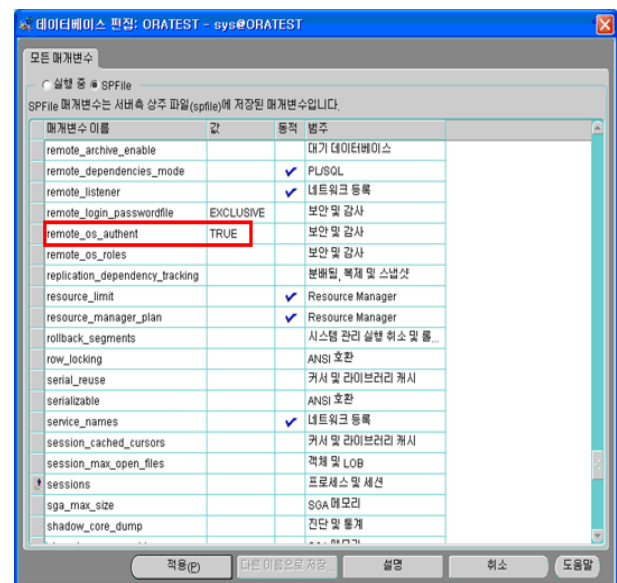 데이터베이스 편집: ORATEST - sys@ORATEST
모든 매개변수
실행 중 SPFile
SPFile 매개변수는 서버측 상주 파일(spfile)에 저장된 매개변수입니다.
매개변수 이름 값 동적 범주
remote_archive_enable 대기 데이터베이스
remote_dependencies_mode PL/SQL
remote_listener 네트워크 등록
remote_login_passwordfile EXCLUSIVE 보안 및 감사
remote_os_authent TRUE 보안 및 감사
remote_os_roles 보안 및 감사
replication_dependency_tracking 분배됨, 복제 및 스냅샷
resource_limit Resource Manager
resource_manager_plan Resource Manager
rollback_segments 시스템 관리 실행 취소 및 롤...
row_locking ANSI 호환
serial_reuse 커서 및 라이브러리 캐시
serializable ANSI 호환
service_names 네트워크 등록
session_cached_cursors 커서 및 라이브러리 캐시
session_max_open_files 객체 및 LOB
sessions 프로세스 및 세션
sga_max_size SGA 메모리
shadow_core_dump 진단 및 통계
적용(P) 다른 이름으로 저장... 설명 취소 도움말